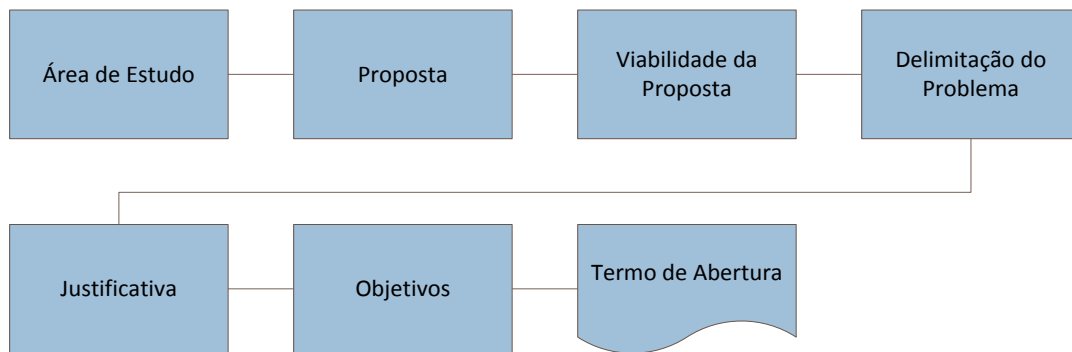 Área de Estudo
Proposta
Viabilidade da
Proposta
Delimitação do
Problema
Justificativa
Objetivos
Termo de Abertura